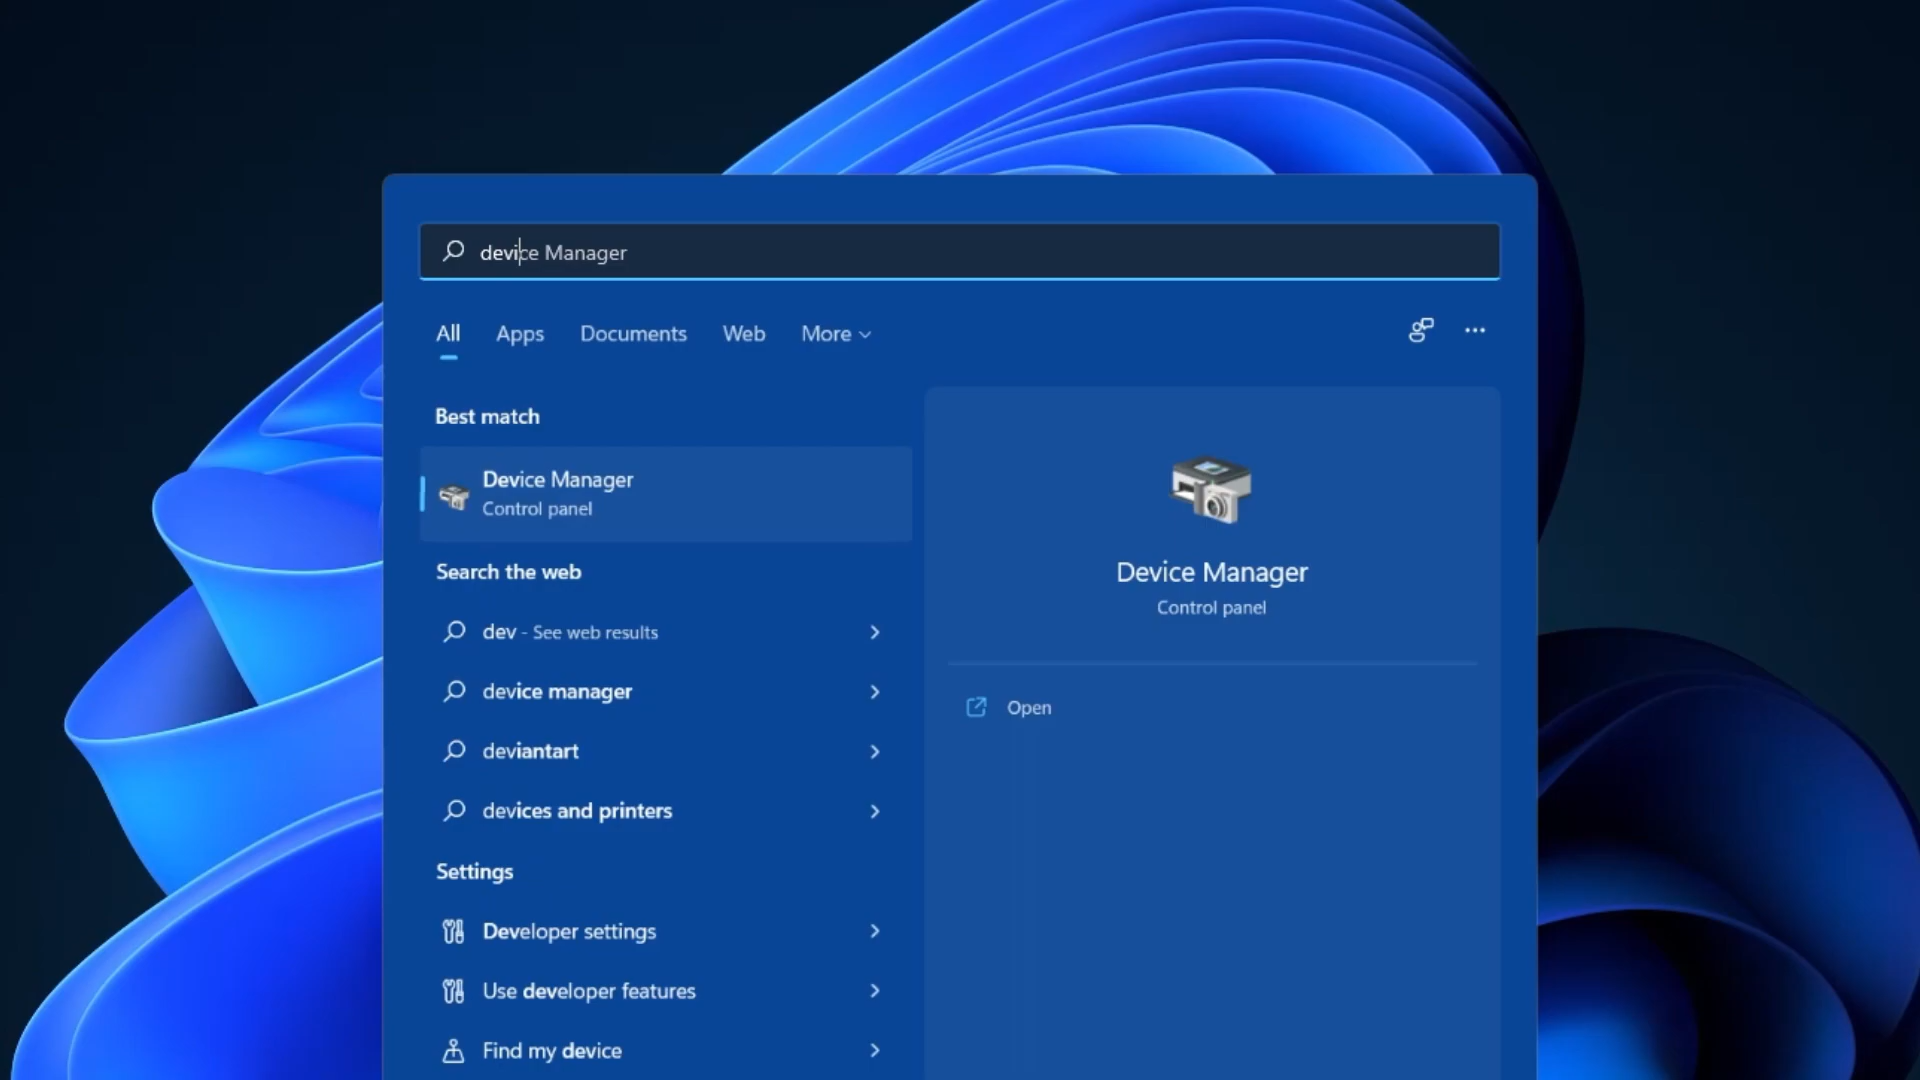 device Manager
All Apps Documents Web More
Best match
Device Manager
Control panel
Search the web
dev - See web results
device manager
deviantart
devices and printers
Settings
Developer settings
Use developer features
Find my device
Device Manager
Control panel
Open